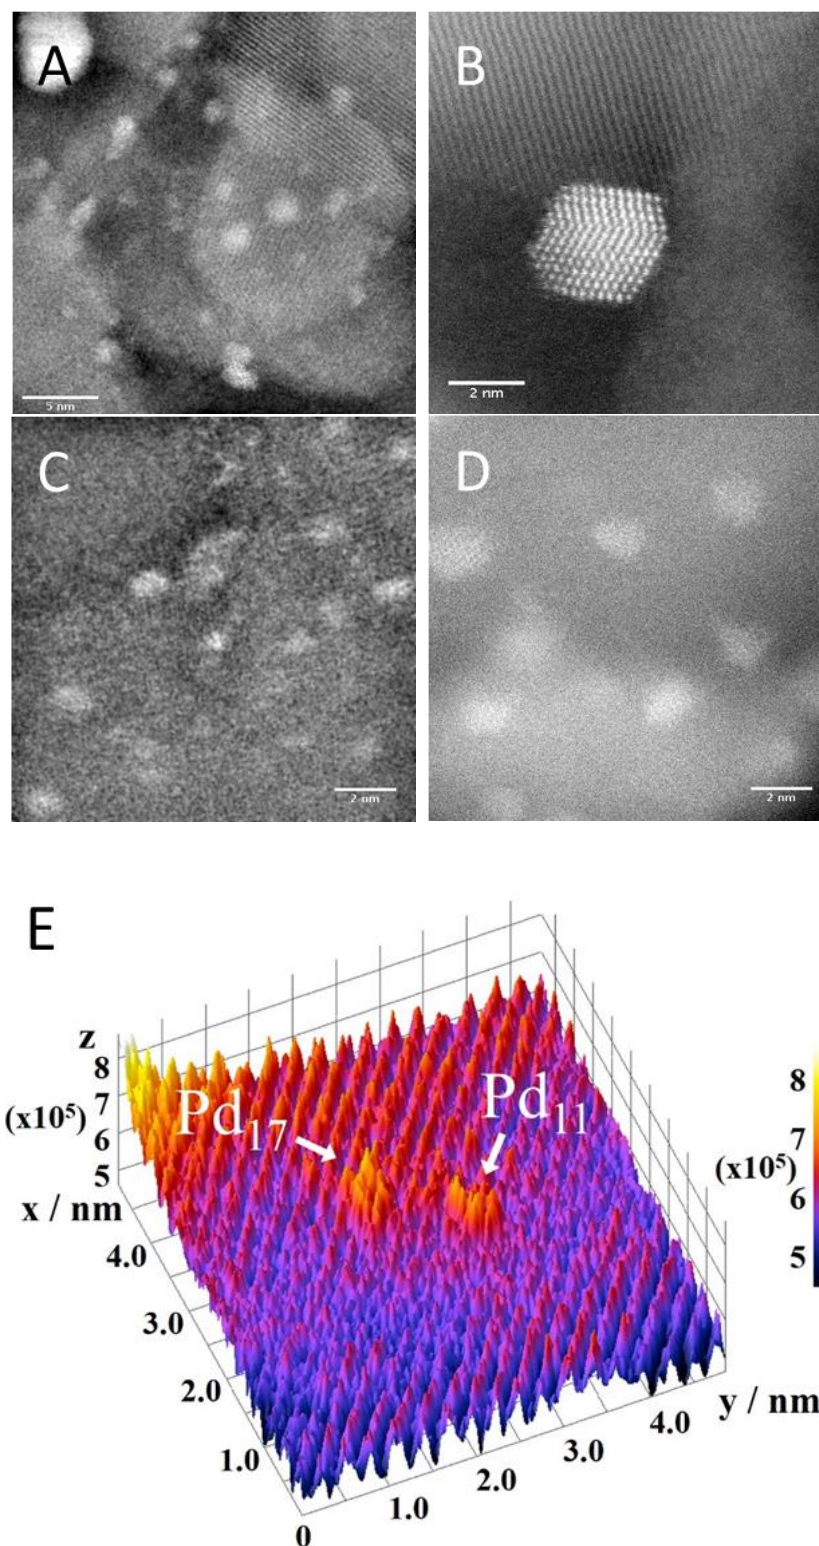 A
B
5 nm
2 nm
C
D
2 nm
2 nm
E
z
8
7
(x10⁵)
6
5
x / nm
4.0
3.0
2.0
1.0
0
1.0
2.0
3.0
4.0
y / nm
Pd₁₇
Pd₁₁
8
7
(x10⁵)
6
5